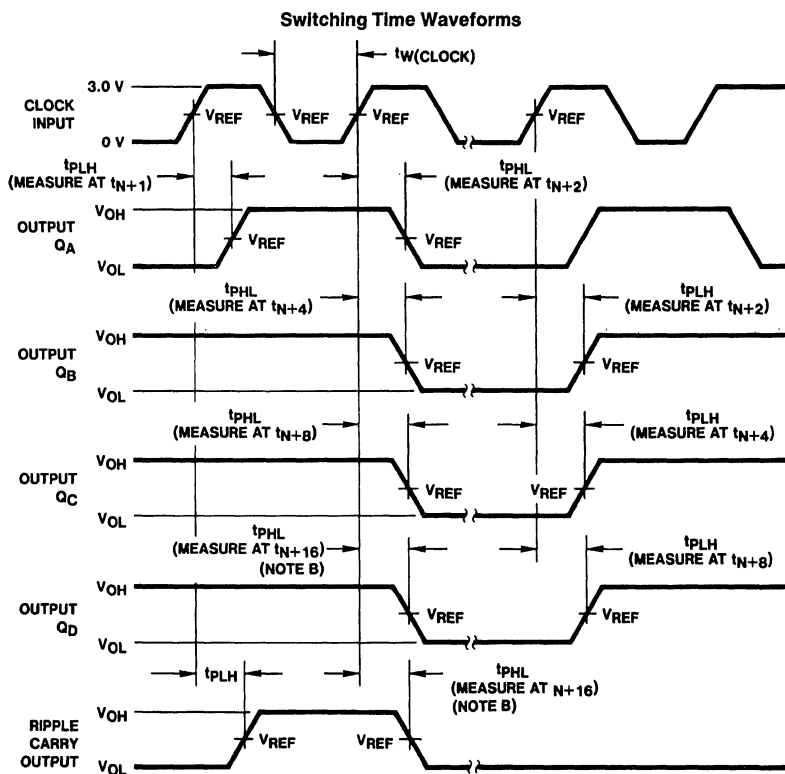 Switching Time Waveforms
tW(CLOCK)
3.0 V
CLOCK
INPUT
VREF
VREF
VREF
VREF
0 V
tPLH
(MEASURE AT tN+1)
tPHL
(MEASURE AT tN+2)
VOH
OUTPUT
QA
VREF
VREF
VOL
tPHL
(MEASURE AT tN+4)
tPLH
(MEASURE AT tN+2)
VOH
OUTPUT
QB
VREF
VREF
VOL
tPHL
(MEASURE AT tN+8)
tPLH
(MEASURE AT tN+4)
VOH
OUTPUT
QC
VREF
VREF
VOL
tPHL
(MEASURE AT tN+16)
(NOTE B)
tPLH
(MEASURE AT tN+8)
VOH
OUTPUT
QD
VREF
VREF
VOL
tPLH
tPHL
(MEASURE AT N+16)
(NOTE B)
VOH
RIPPLE
CARRY
OUTPUT
VREF
VREF
VOL